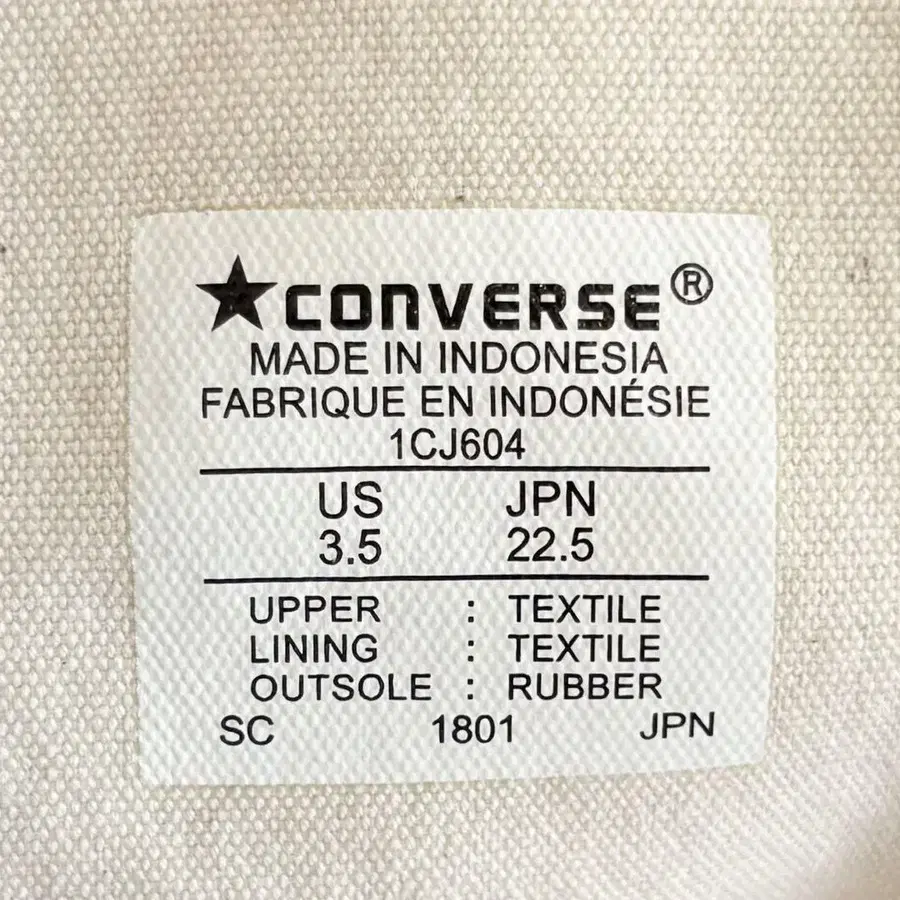 ★CONVERSE®
MADE IN INDONESIA
FABRIQUE EN INDONÉSIE
1CJ604
US JPN
3.5 22.5
UPPER : TEXTILE
LINING : TEXTILE
OUTSOLE : RUBBER
SC 1801 JPN